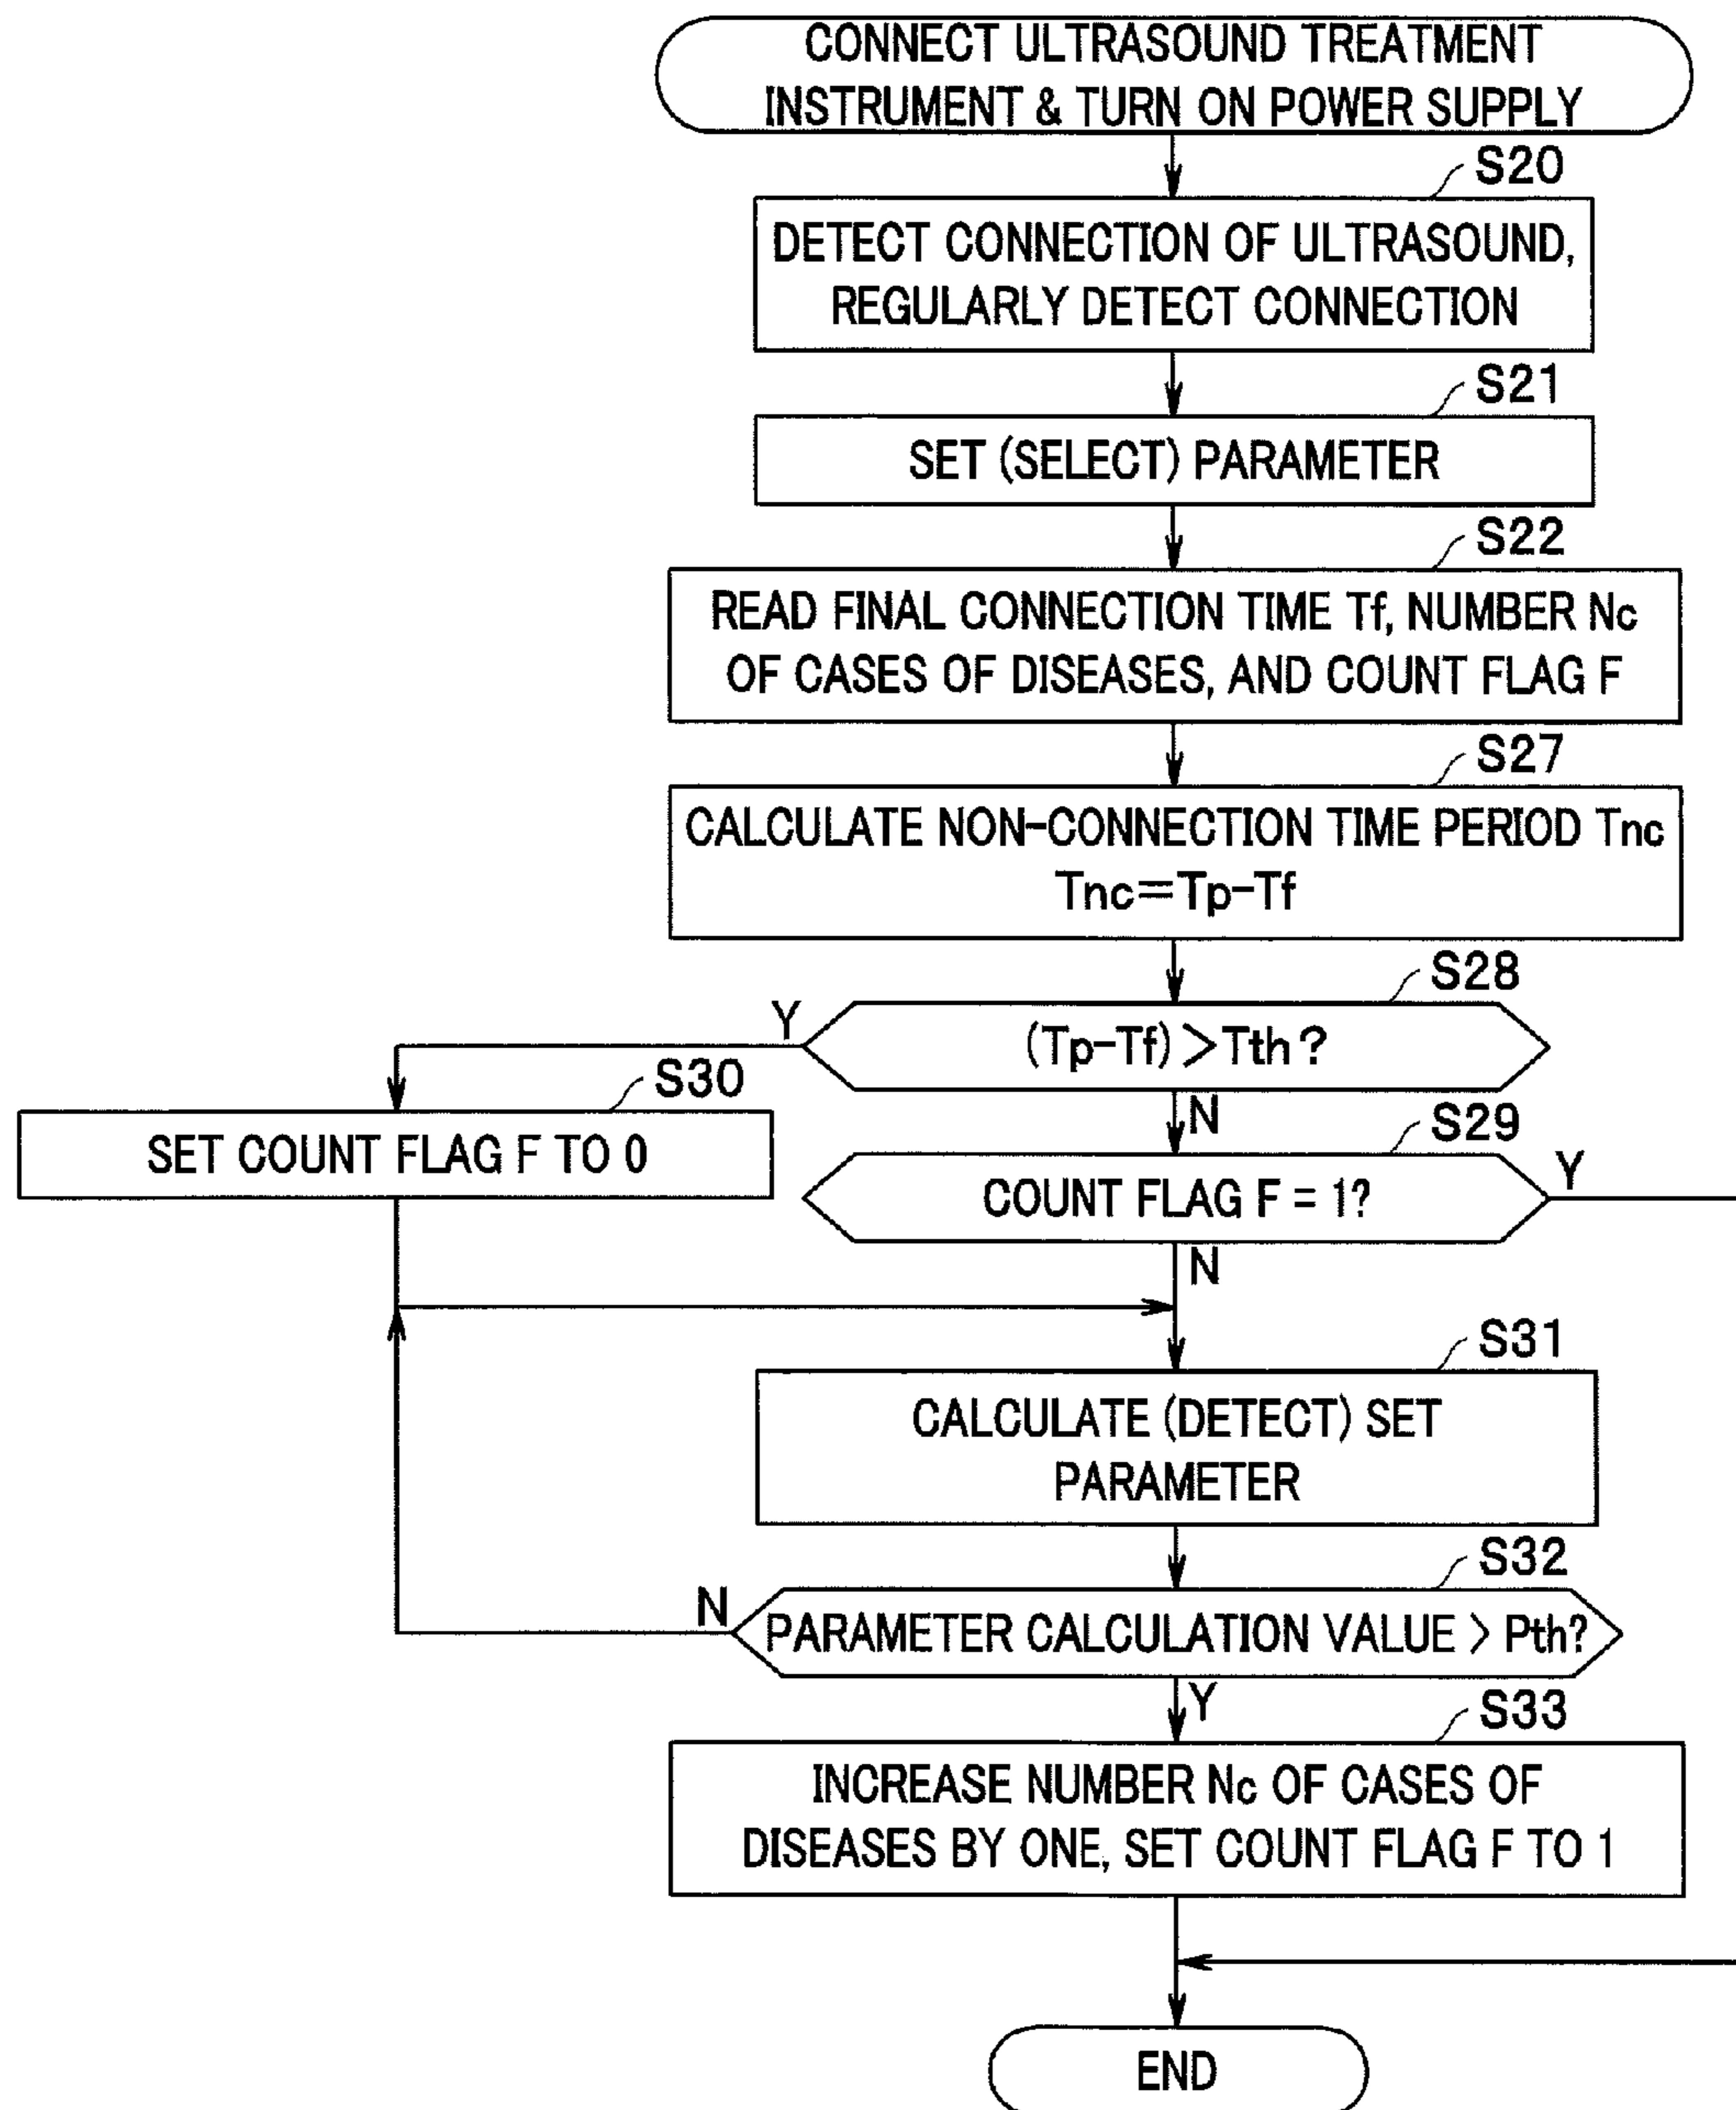 CONNECT ULTRASOUND TREATMENT
INSTRUMENT & TURN ON POWER SUPPLY
S20
DETECT CONNECTION OF ULTRASOUND,
REGULARLY DETECT CONNECTION
S21
SET (SELECT) PARAMETER
S22
READ FINAL CONNECTION TIME Tf, NUMBER Nc
OF CASES OF DISEASES, AND COUNT FLAG F
S27
CALCULATE NON-CONNECTION TIME PERIOD Tnc
Tnc=Tp-Tf
S28
Y
(Tp-Tf)>Tth?
N
S30
SET COUNT FLAG F TO 0
S29
Y
COUNT FLAG F = 1?
N
S31
CALCULATE (DETECT) SET
PARAMETER
S32
N
PARAMETER CALCULATION VALUE > Pth?
Y
S33
INCREASE NUMBER Nc OF CASES OF
DISEASES BY ONE, SET COUNT FLAG F TO 1
END